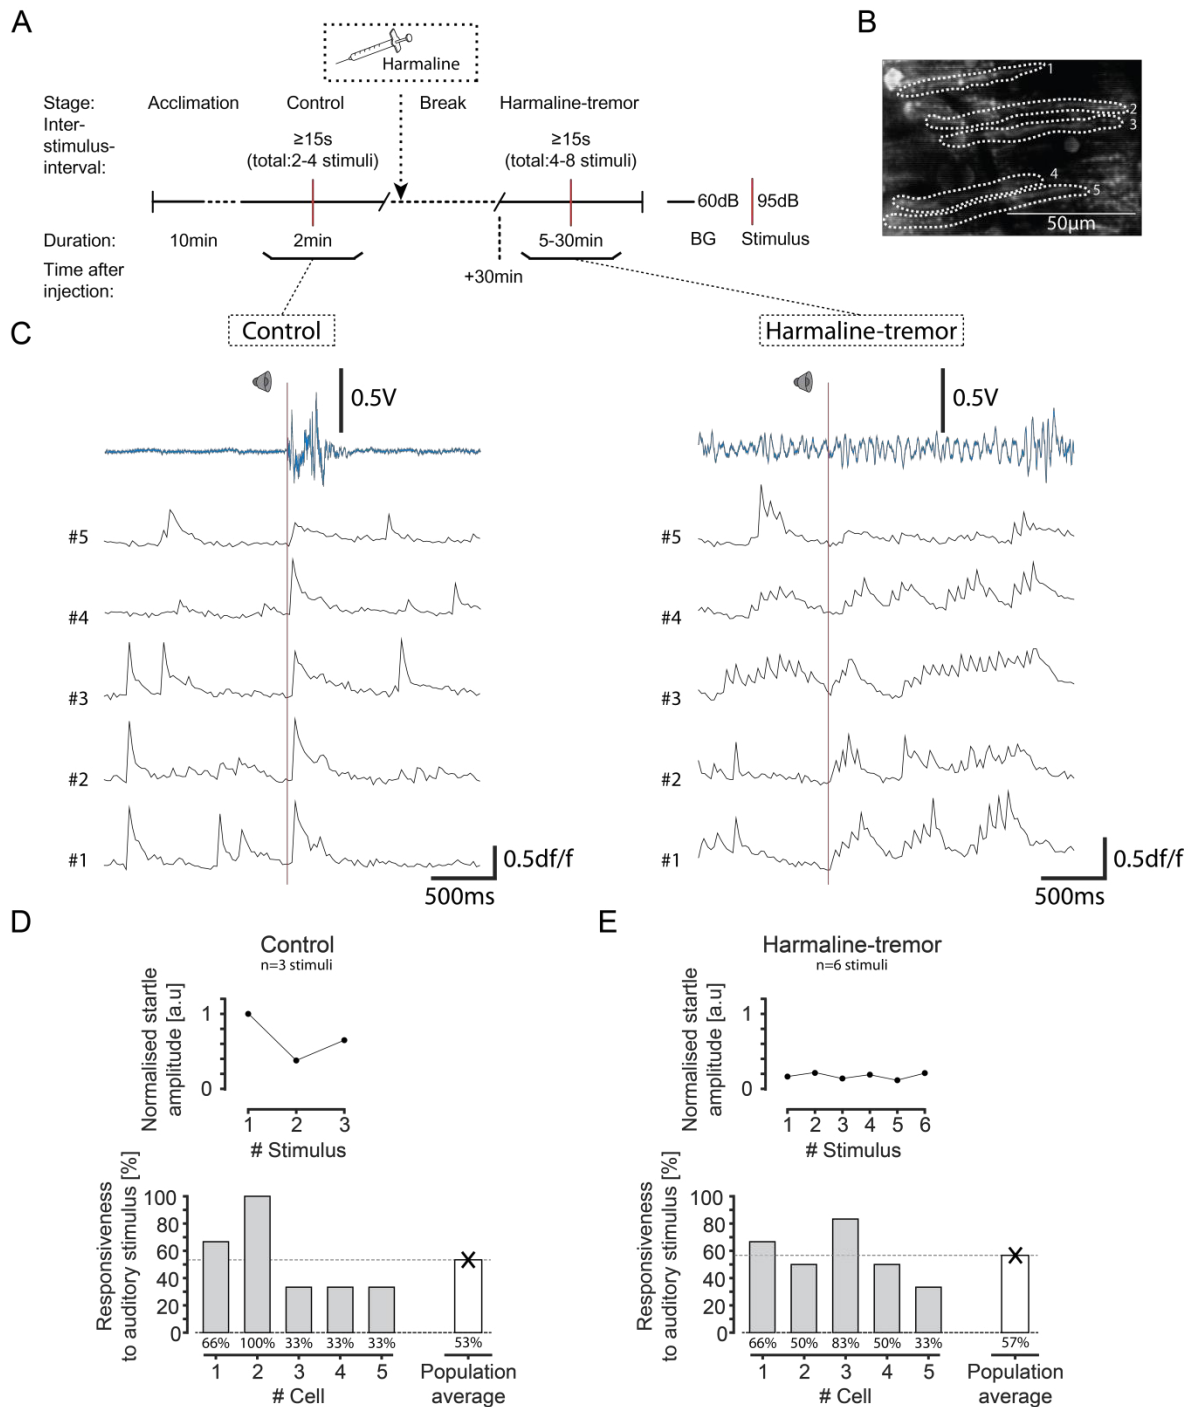 A
Harmaline
Stage:
Acclimation
Control
Break
Harmaline-tremor
Inter-
stimulus-
interval:
≥15s
(total:2-4 stimuli)
≥15s
(total:4-8 stimuli)
60dB
95dB
BG
Stimulus
Duration:
10min
2min
5-30min
Time after
injection:
+30min
B
1
2
3
4
5
50µm
C
Control
0.5V
#5
#4
#3
#2
#1
0.5df/f
500ms
Harmaline-tremor
0.5V
#5
#4
#3
#2
#1
0.5df/f
500ms
D
Control
n=3 stimuli
Normalised startle
amplitude [a.u]
1
0
1 2 3
# Stimulus
Responsiveness
to auditory stimulus [%]
100
80
60
40
20
0
66% 100% 33% 33% 33% 53%
1 2 3 4 5
# Cell
Population
average
E
Harmaline-tremor
n=6 stimuli
Normalised startle
amplitude [a.u]
1
0
1 2 3 4 5 6
# Stimulus
Responsiveness
to auditory stimulus [%]
100
80
60
40
20
0
66% 50% 83% 50% 33% 57%
1 2 3 4 5
# Cell
Population
average